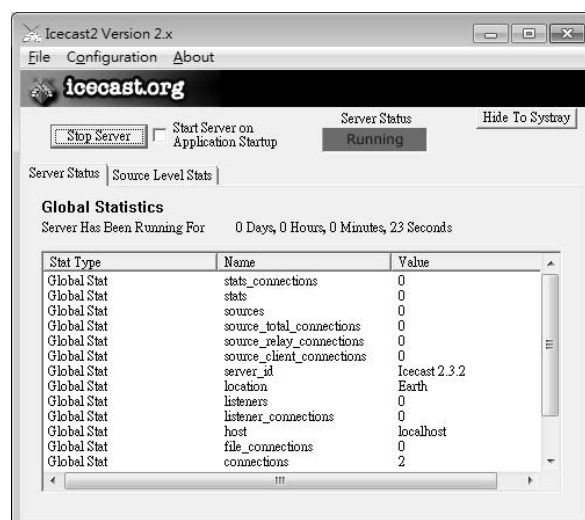 Icecast2 Version 2.x
File Configuration About
icecast.org
Stop Server
Start Server on
Application Startup
Server Status
Running
Hide To Systray
Server Status Source Level Stats
Global Statistics
Server Has Been Running For 0 Days, 0 Hours, 0 Minutes, 23 Seconds
Stat Type Name Value
Global Stat stats_connections 0
Global Stat stats 0
Global Stat sources 0
Global Stat source_total_connections 0
Global Stat source_relay_connections 0
Global Stat source_client_connections 0
Global Stat server_id Icecast 2.3.2
Global Stat location Earth
Global Stat listeners 0
Global Stat listener_connections 0
Global Stat host localhost
Global Stat file_connections 0
Global Stat connections 2